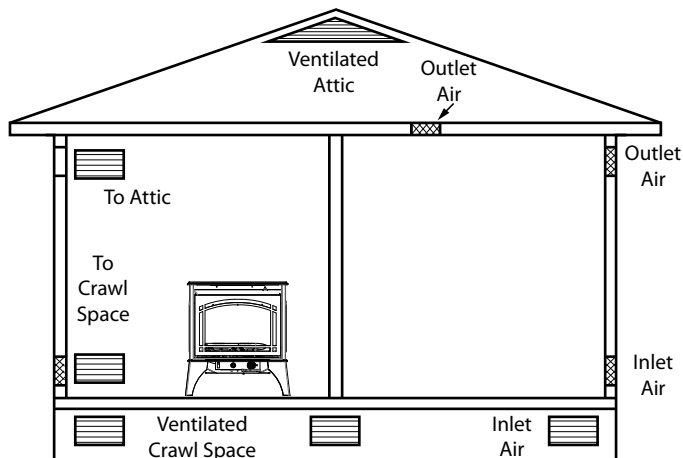 Ventilated
Attic
Outlet
Air
Outlet
Air
To Attic
To
Crawl
Space
Inlet
Air
Ventilated
Crawl Space
Inlet
Air